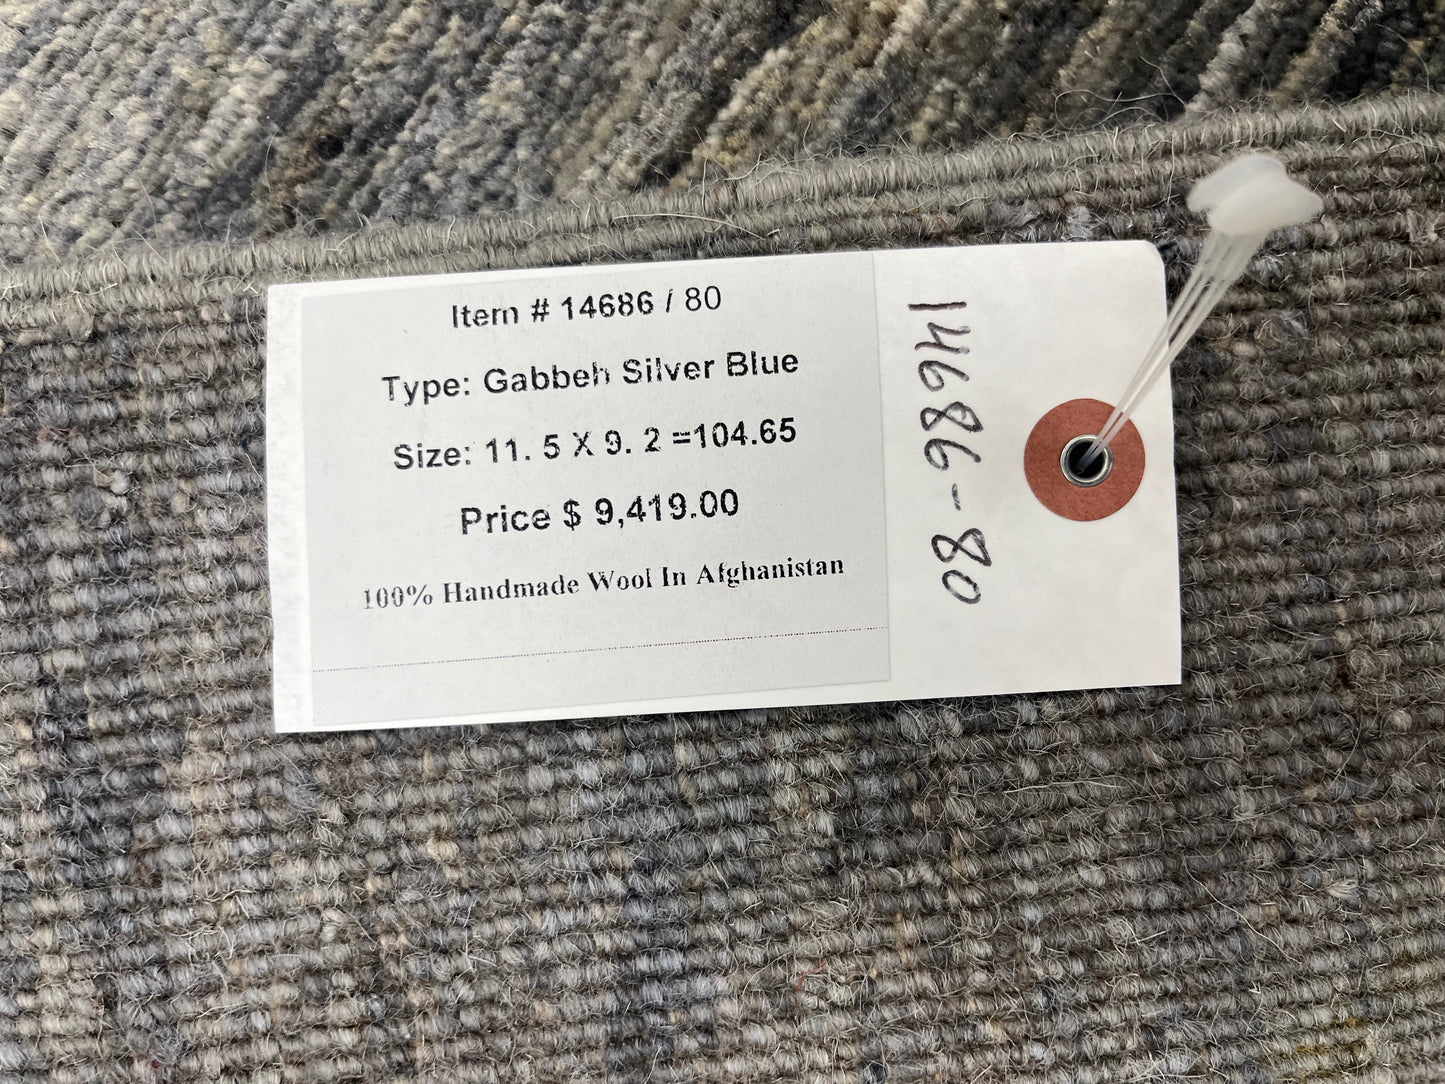 Item # 14686 / 80
Type: Gabbeh Silver Blue
Size: 11. 5 X 9. 2 =104.65
Price $ 9,419.00
100% Handmade Wool In Afghanistan
14686-80